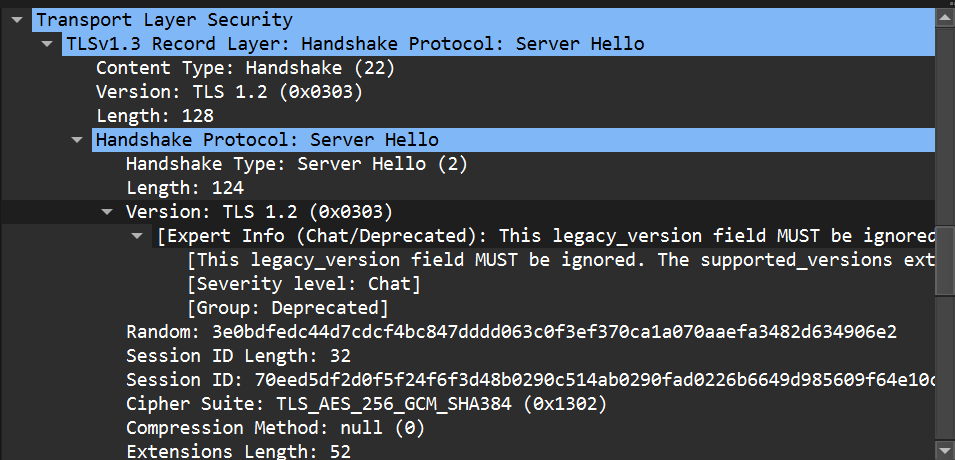 Transport Layer Security
TLSv1.3 Record Layer: Handshake Protocol: Server Hello
Content Type: Handshake (22)
Version: TLS 1.2 (0x0303)
Length: 128
Handshake Protocol: Server Hello
Handshake Type: Server Hello (2)
Length: 124
Version: TLS 1.2 (0x0303)
[Expert Info (Chat/Deprecated): This legacy_version field MUST be ignored
[This legacy_version field MUST be ignored. The supported_versions ext
[Severity level: Chat]
[Group: Deprecated]
Random: 3e0bdfedc44d7cdcf4bc847dddd063c0f3ef370ca1a070aaefa3482d634906e2
Session ID Length: 32
Session ID: 70eed5df2d0f5f24f6f3d48b0290c514ab0290fad0226b6649d985609f64e10c
Cipher Suite: TLS_AES_256_GCM_SHA384 (0x1302)
Compression Method: null (0)
Extensions Length: 52